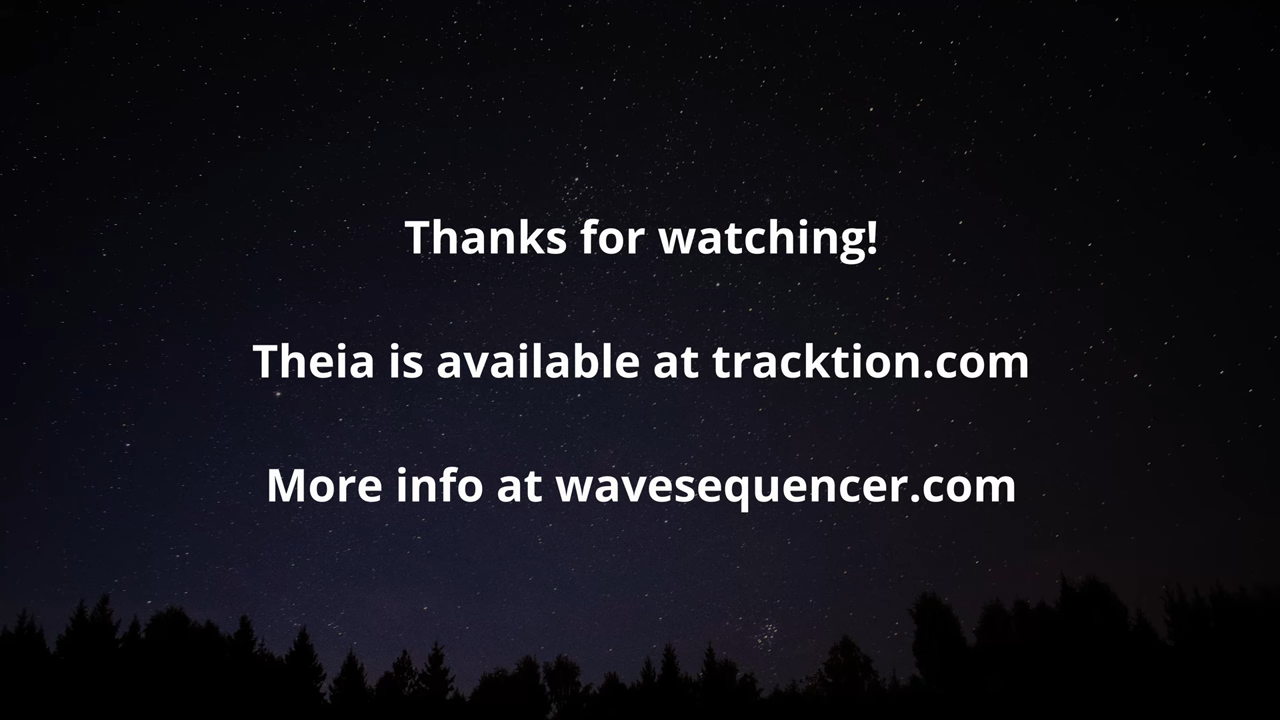 Thanks for watching!
Theia is available at tracktion.com
More info at wavesequencer.com